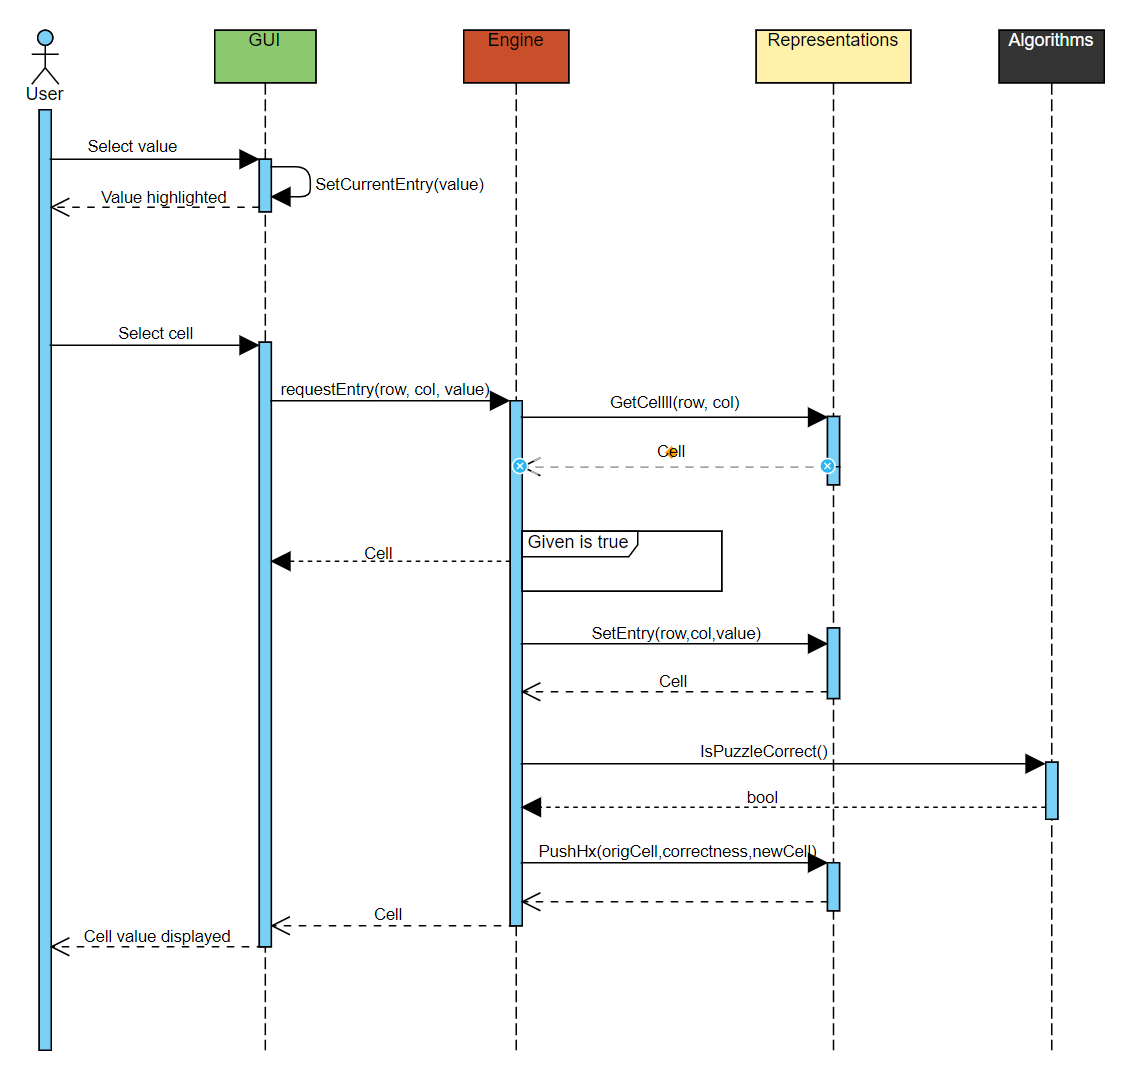 GUI
Engine
Representations
Algorithms
User
Select value
SetCurrentEntry(value)
Value highlighted
Select cell
requestEntry(row, col, value)
GetCellll(row, col)
Cell
Given is true
Cell
SetEntry(row,col,value)
Cell
IsPuzzleCorrect()
bool
PushHx(origCell,correctness,newCell)
Cell
Cell value displayed